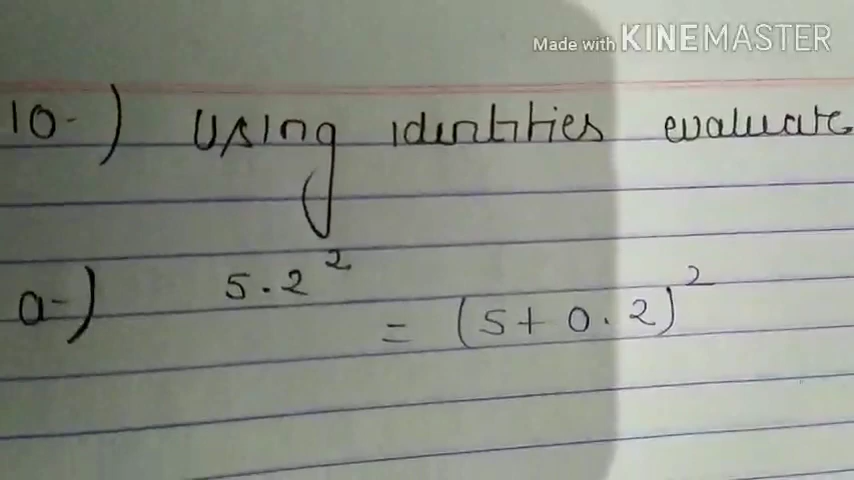 Made with KINEMASTER
10-) Using identities evaluate
a-) 5.2²
= (5+0.2)²